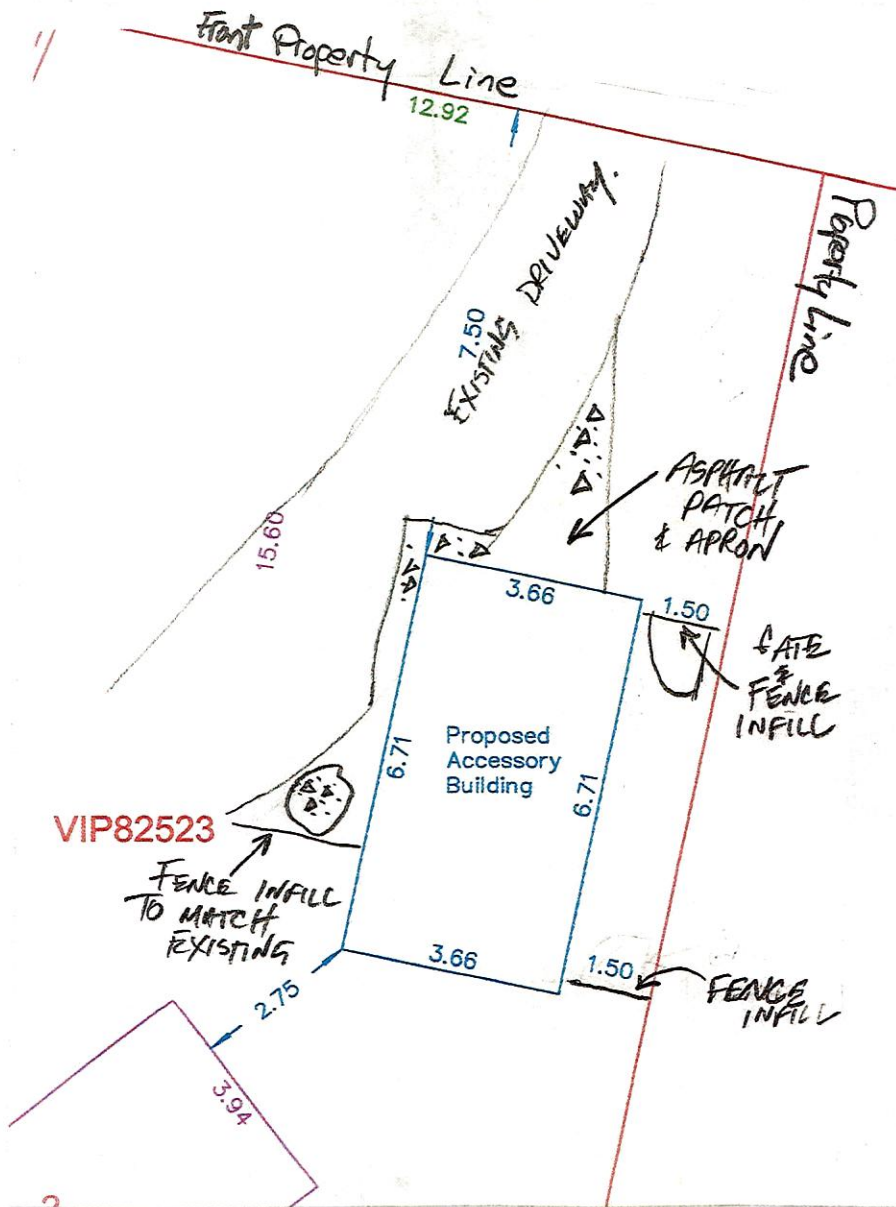 Front Property Line
12.92
Property Line
7.50
EXISTING DRIVEWAY.
15.60
ASPHALT
PATCH
& APRON
3.66
1.50
GATE
&
FENCE
INFILL
6.71
Proposed
Accessory
Building
6.71
VIP82523
FENCE INFILL
TO MATCH
EXISTING
3.66
1.50
FENCE
INFILL
2.75
3.94